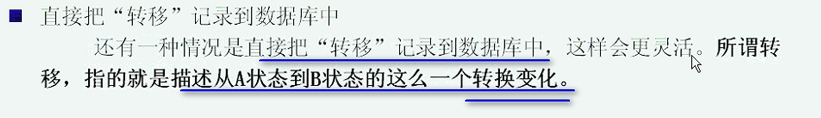 直接把“转移”记录到数据库中
还有一种情况是直接把“转移”记录到数据库中，这样会更灵活。所谓转
移，指的就是描述从A状态到B状态的这么一个转换变化。